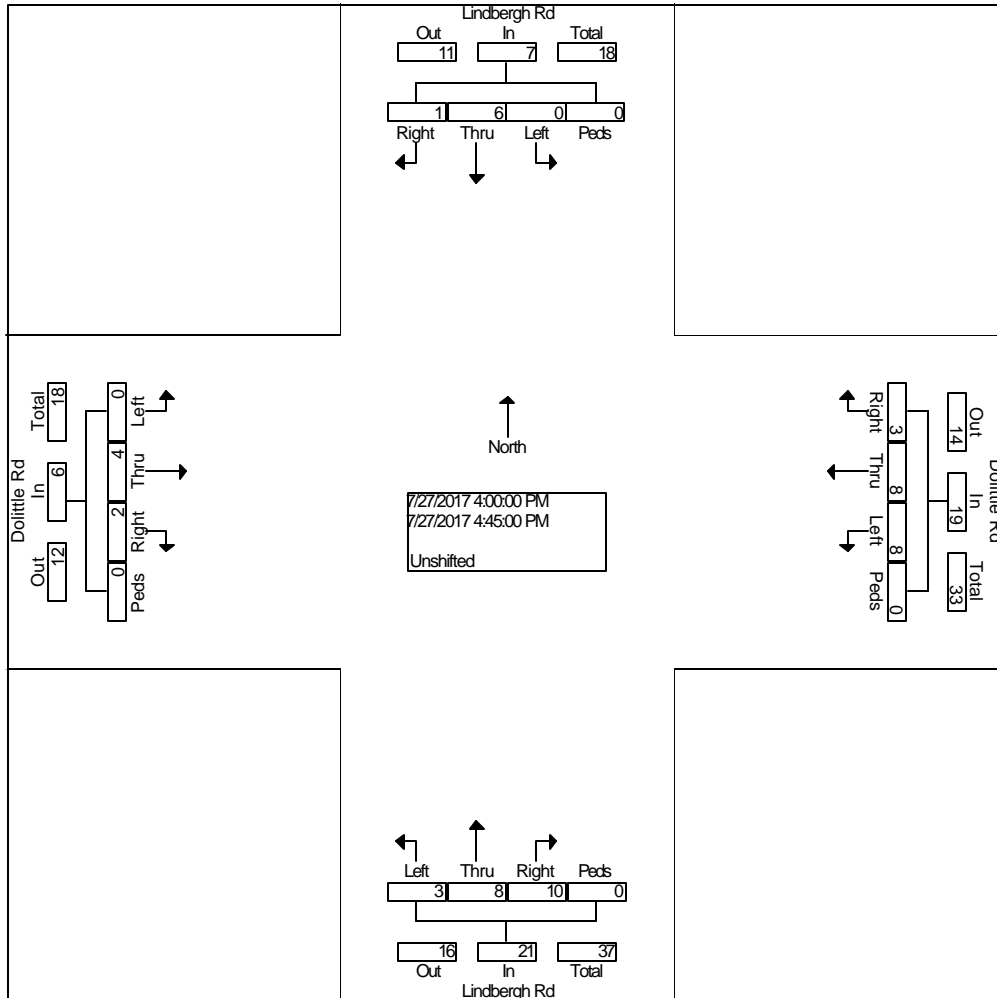 Lindbergh Rd
Out In Total
11 7 18
1 6 0 0
Right Thru Left Peds
Dolittle Rd
Total In Out
18 6 12
0 4 2 0
Left Thru Right Peds
North
7/27/2017 4:00:00 PM
7/27/2017 4:45:00 PM
Unshifted
Right Thru Left Peds
3 8 8 0
Out In Total
14 19 33
Dolittle Rd
Left Thru Right Peds
3 8 10 0
16 21 37
Out In Total
Lindbergh Rd